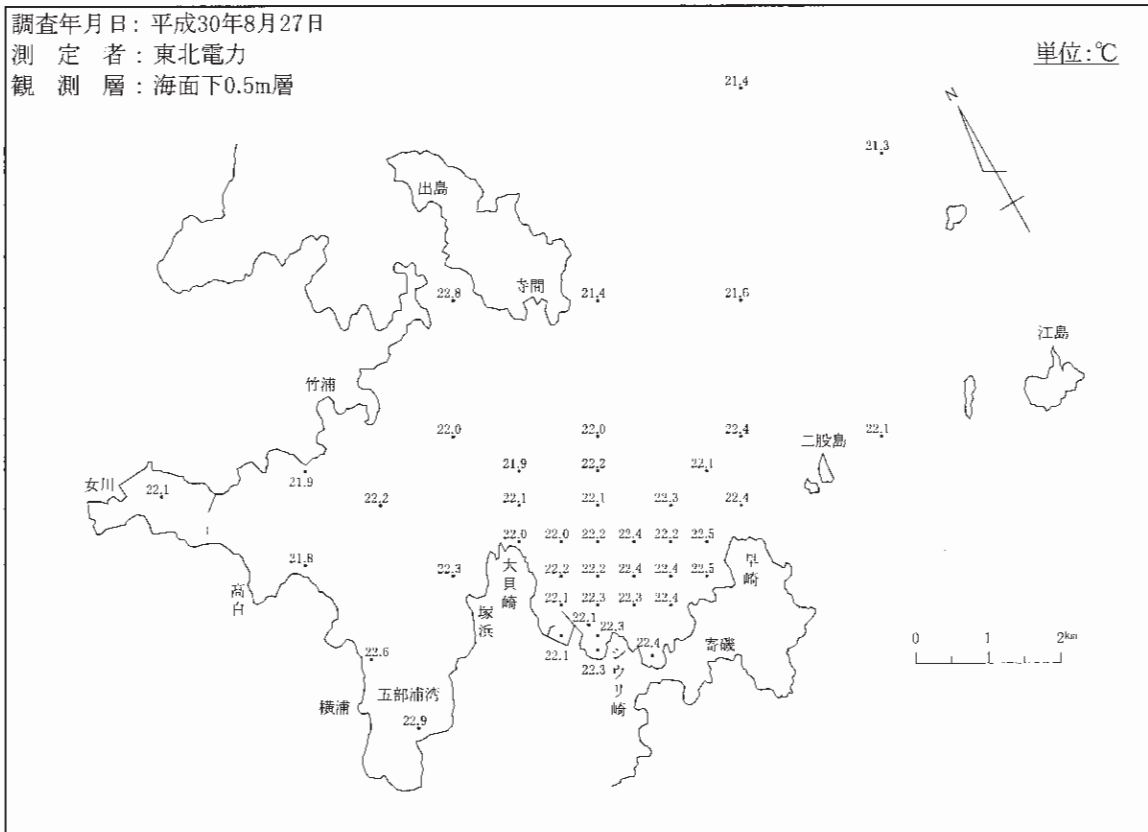 調査年月日：平成30年8月27日
測定者：東北電力
観測層：海面下0.5m層
単位：℃
21.4
N
21.3
出島
寺間
22.8
21.4
21.6
江島
竹浦
22.0
22.0
22.4
二股島
22.1
21.9
22.2
22.1
女川
22.1
21.9
22.2
22.1
22.1
22.3
22.4
22.0
22.0
22.2
22.4
22.2
22.5
21.8
22.3
大貝崎
22.2
22.2
22.4
22.4
22.5
早崎
高白
塚浜
22.1
22.3
22.3
22.4
22.1
22.3
22.1
22.3
シウリ崎
22.4
寄磯
0 1 2km
22.6
横浦
五部浦湾
22.9